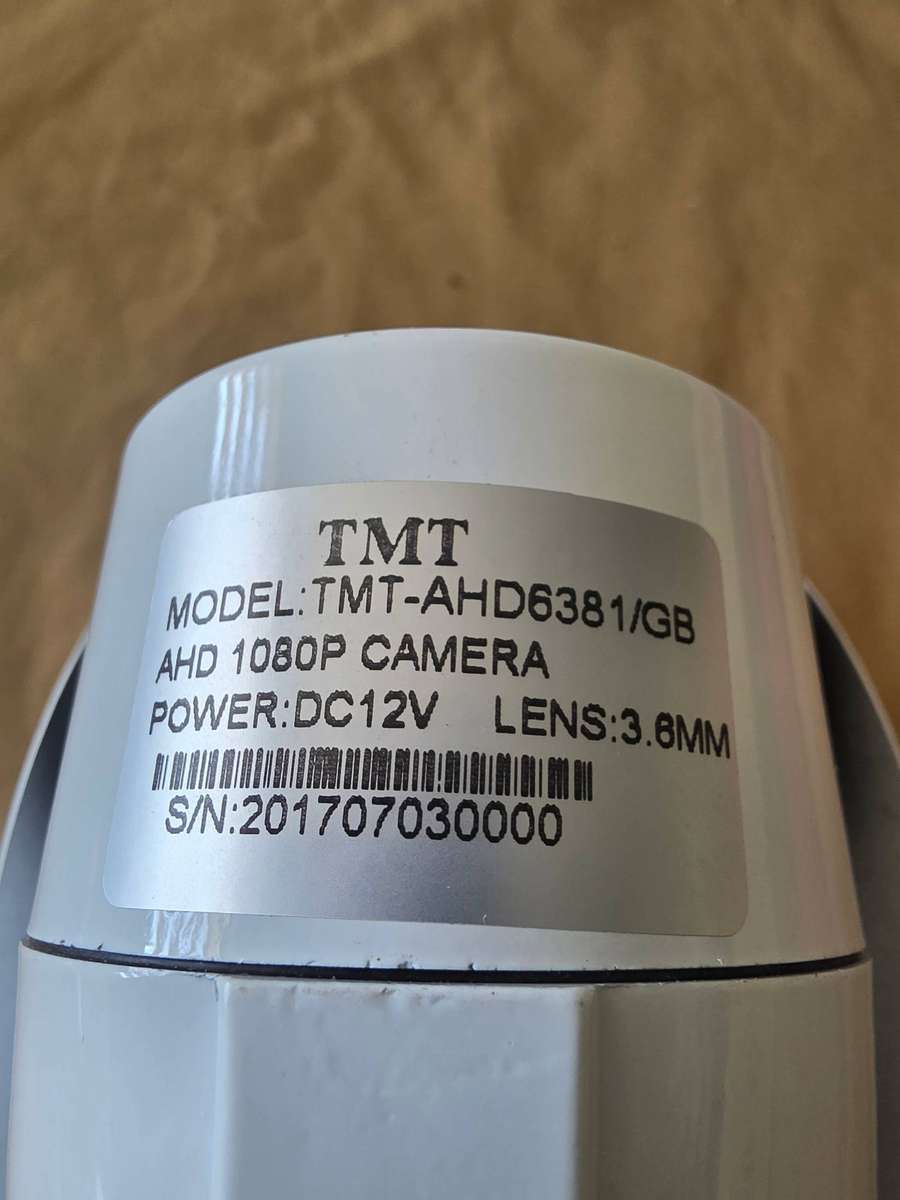 TMT
MODEL:TMT-AHD6381/GB
AHD 1080P CAMERA
POWER:DC12V LENS:3.6MM
S/N:201707030000